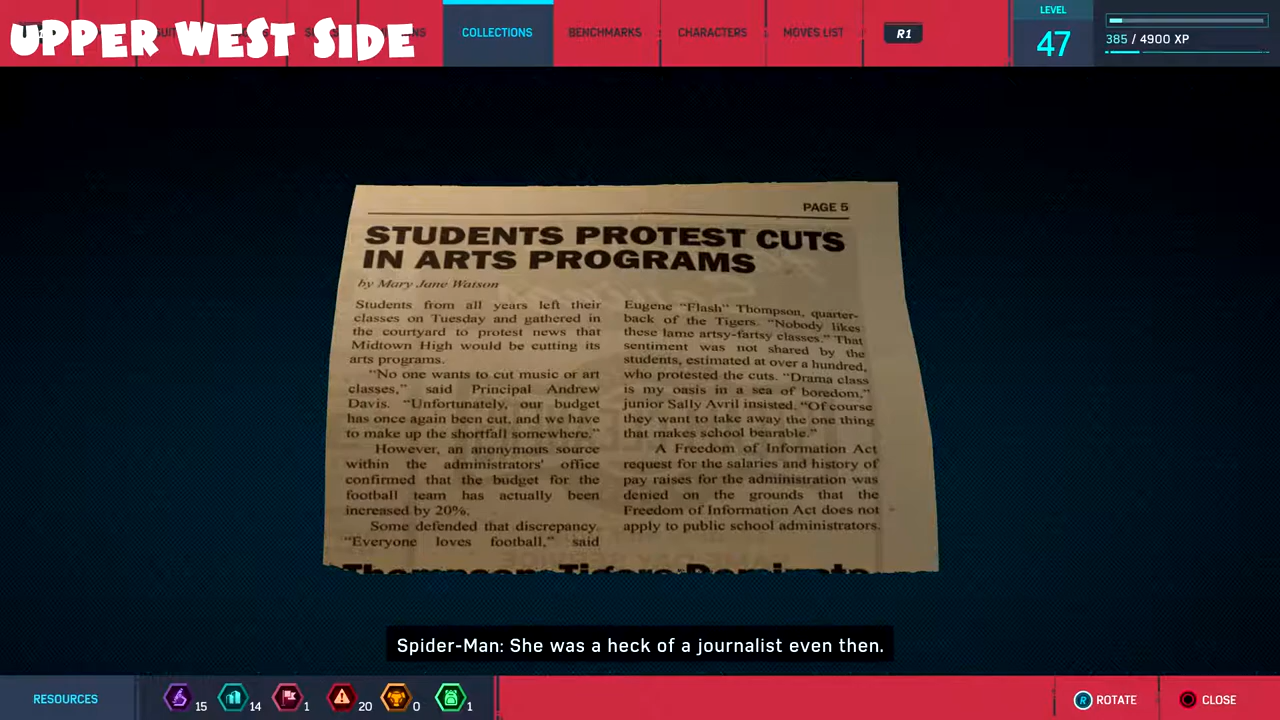 UPPER WEST SIDE
COLLECTIONS
BENCHMARKS
CHARACTERS
MOVES LIST
R1
LEVEL
47
385 / 4900 XP
PAGE 5
STUDENTS PROTEST CUTS
IN ARTS PROGRAMS
by Mary Jane Watson
Students from all years left their
classes on Tuesday and gathered in
the courtyard to protest news that
Midtown High would be cutting its
arts programs.
"No one wants to cut music or art
classes," said Principal Andrew
Davis. "Unfortunately, our budget
has once again been cut, and we have
to make up the shortfall somewhere."
However, an anonymous source
within the administrators' office
confirmed that the budget for the
football team has actually been
increased by 20%.
Some defended that discrepancy.
"Everyone loves football," said
Eugene "Flash" Thompson, quarter-
back of the Tigers. "Nobody likes
these lame artsy-fartsy classes." That
sentiment was not shared by the
students, estimated at over a hundred,
who protested the cuts. "Drama class
is my oasis in a sea of boredom,"
junior Sally Avril insisted. "Of course
they want to take away the one thing
that makes school bearable."
A Freedom of Information Act
request for the salaries and history of
pay raises for the administration was
denied on the grounds that the
Freedom of Information Act does not
apply to public school administrators.
Thompson, Tigers Dominate
Spider-Man: She was a heck of a journalist even then.
RESOURCES
15
14
1
20
0
1
R ROTATE
CLOSE